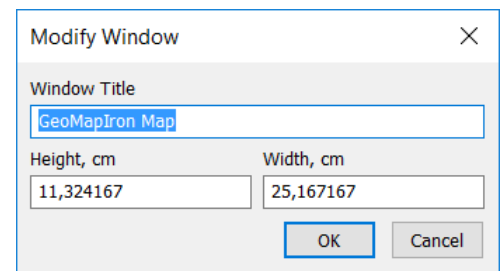 Modify Window
Window Title
GeoMapIron Map
Height, cm Width, cm
11,324167 25,167167
OK Cancel